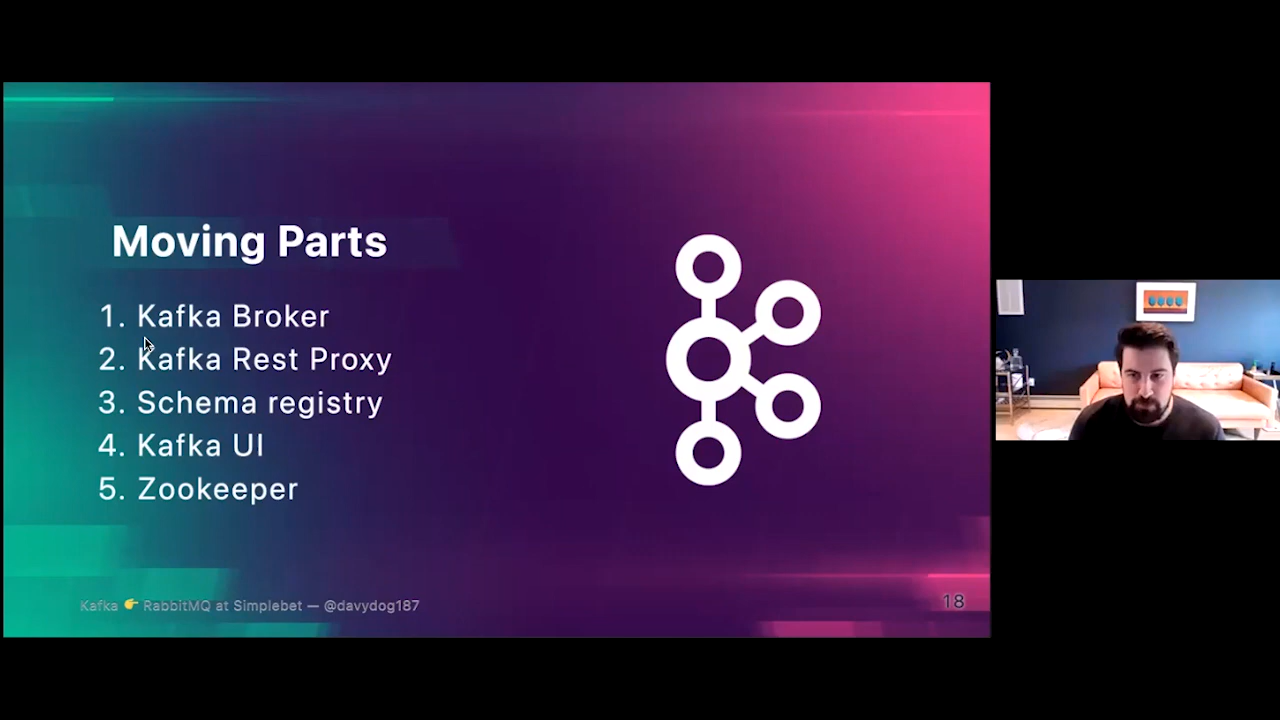 Moving Parts
1. Kafka Broker
2. Kafka Rest Proxy
3. Schema registry
4. Kafka UI
5. Zookeeper
Kafka 👉 RabbitMQ at Simplebet — @davydog187
18